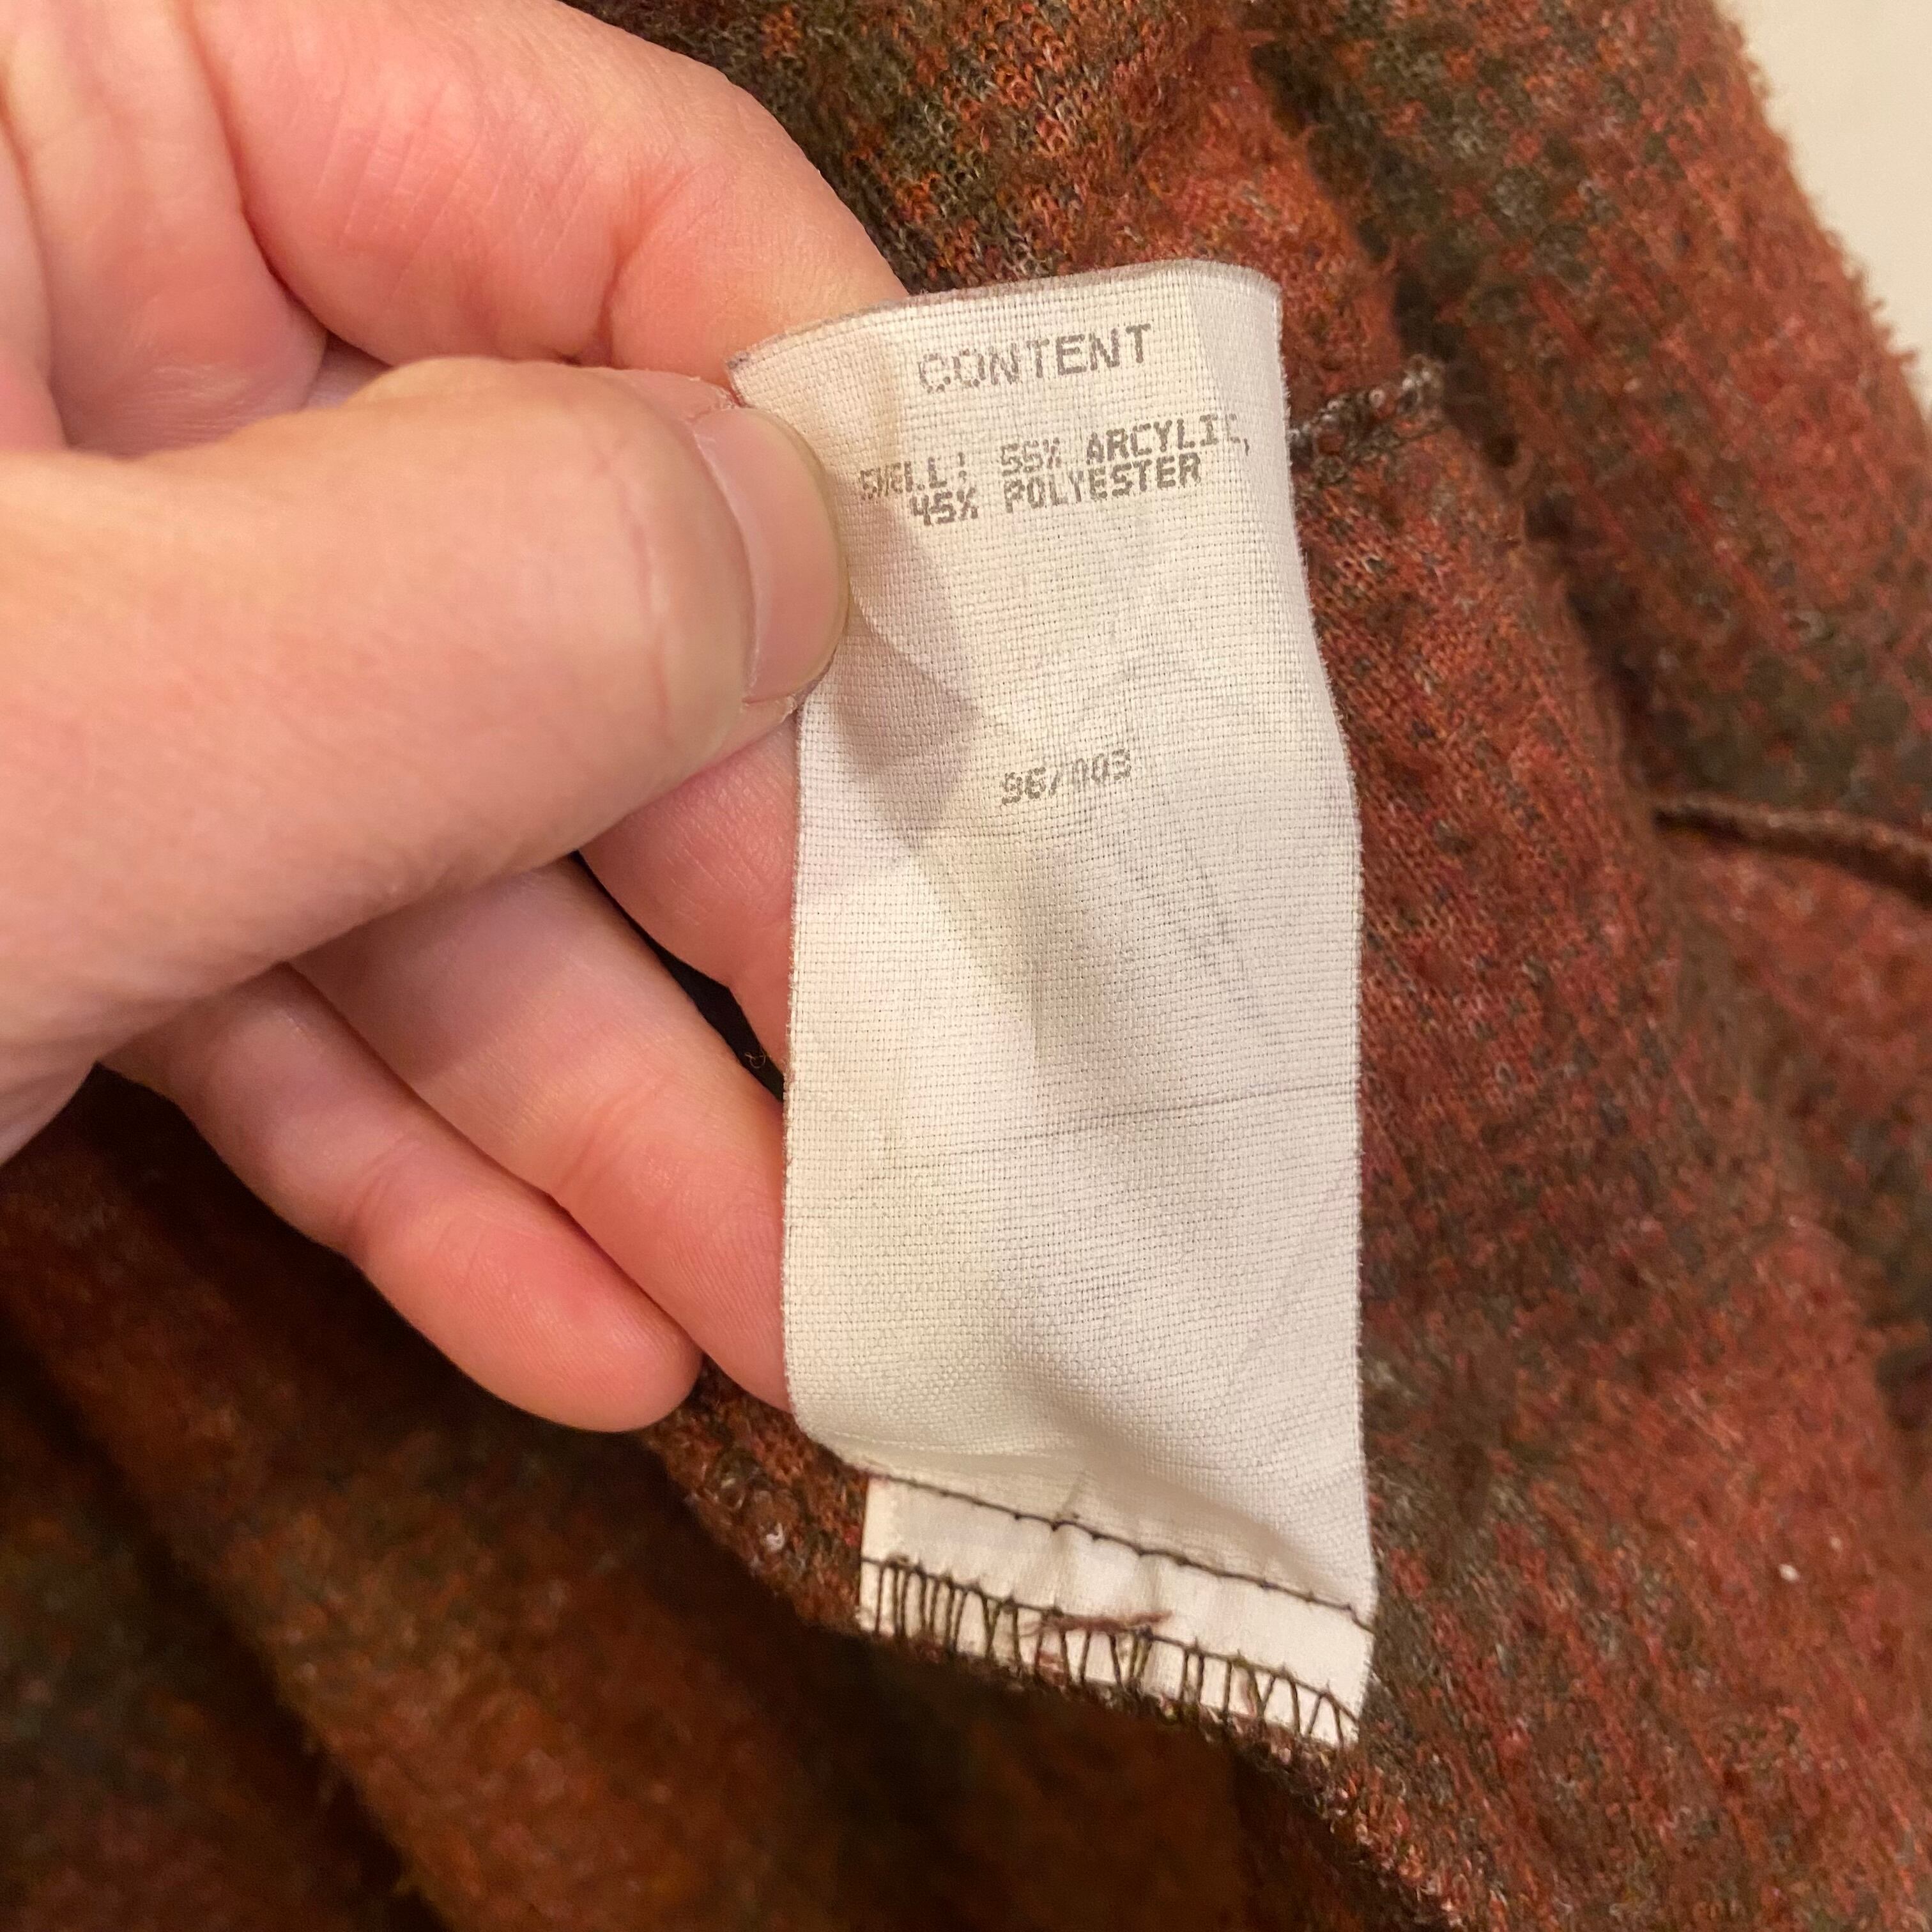 CONTENT
SHELL: 55% ARCYLIC,
45% POLYESTER
96/003